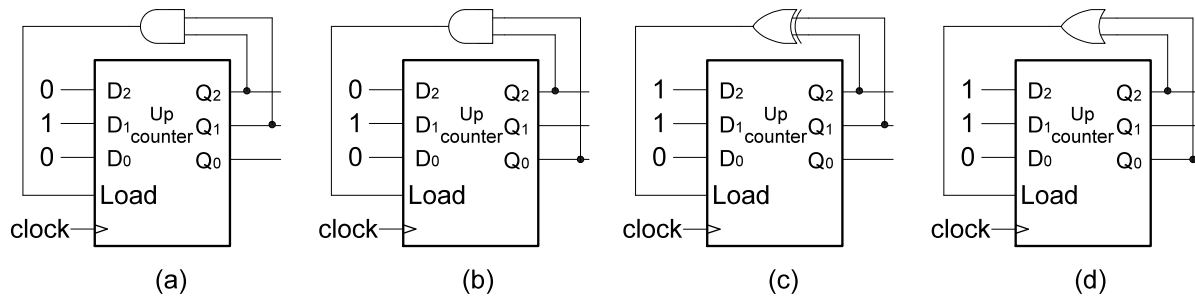 0 D2 Up counter Q2
1 D1 Q1
0 D0 Q0
Load
clock
(a)
0 D2 Up counter Q2
1 D1 Q1
0 D0 Q0
Load
clock
(b)
1 D2 Up counter Q2
1 D1 Q1
0 D0 Q0
Load
clock
(c)
1 D2 Up counter Q2
1 D1 Q1
0 D0 Q0
Load
clock
(d)